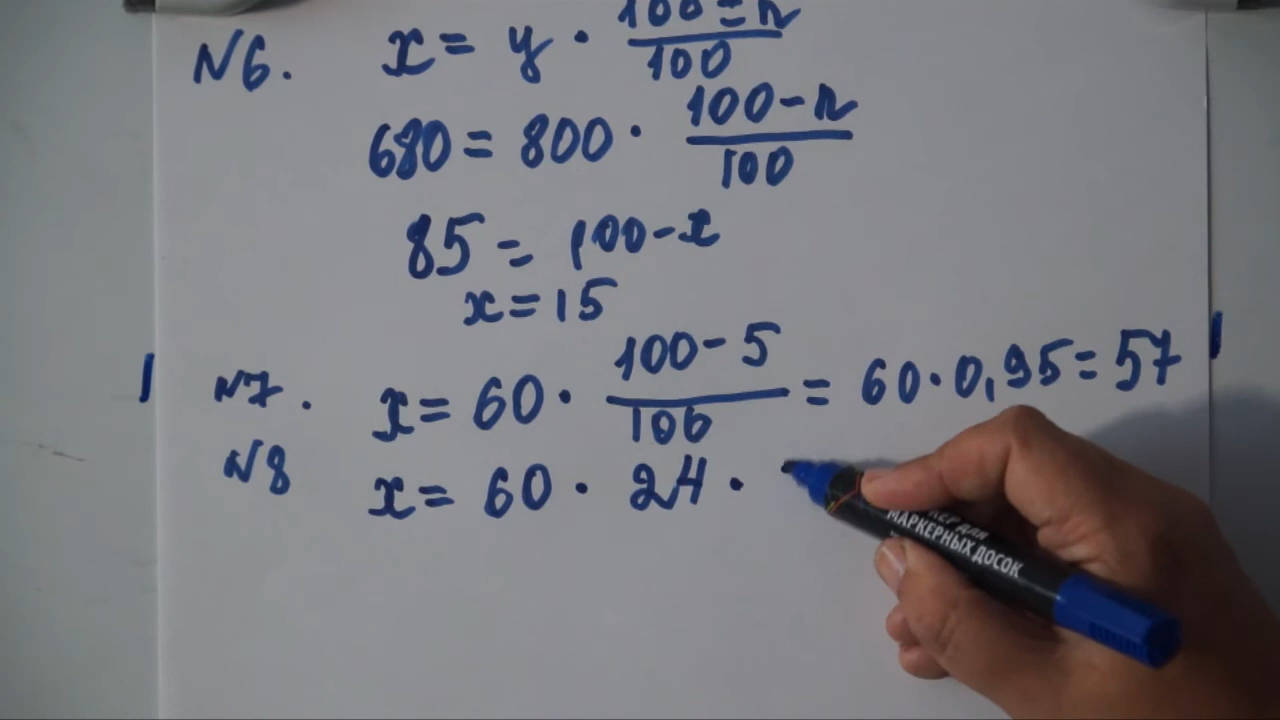 N6. x = y · (100 ± n)/100
680 = 800 · (100 - n)/100
85 = 100 - x
x = 15
N7. x = 60 · (100 - 5)/100 = 60 · 0,95 = 57
N8 x = 60 · 24 ·
МАРКЕРНЫХ ДОСОК